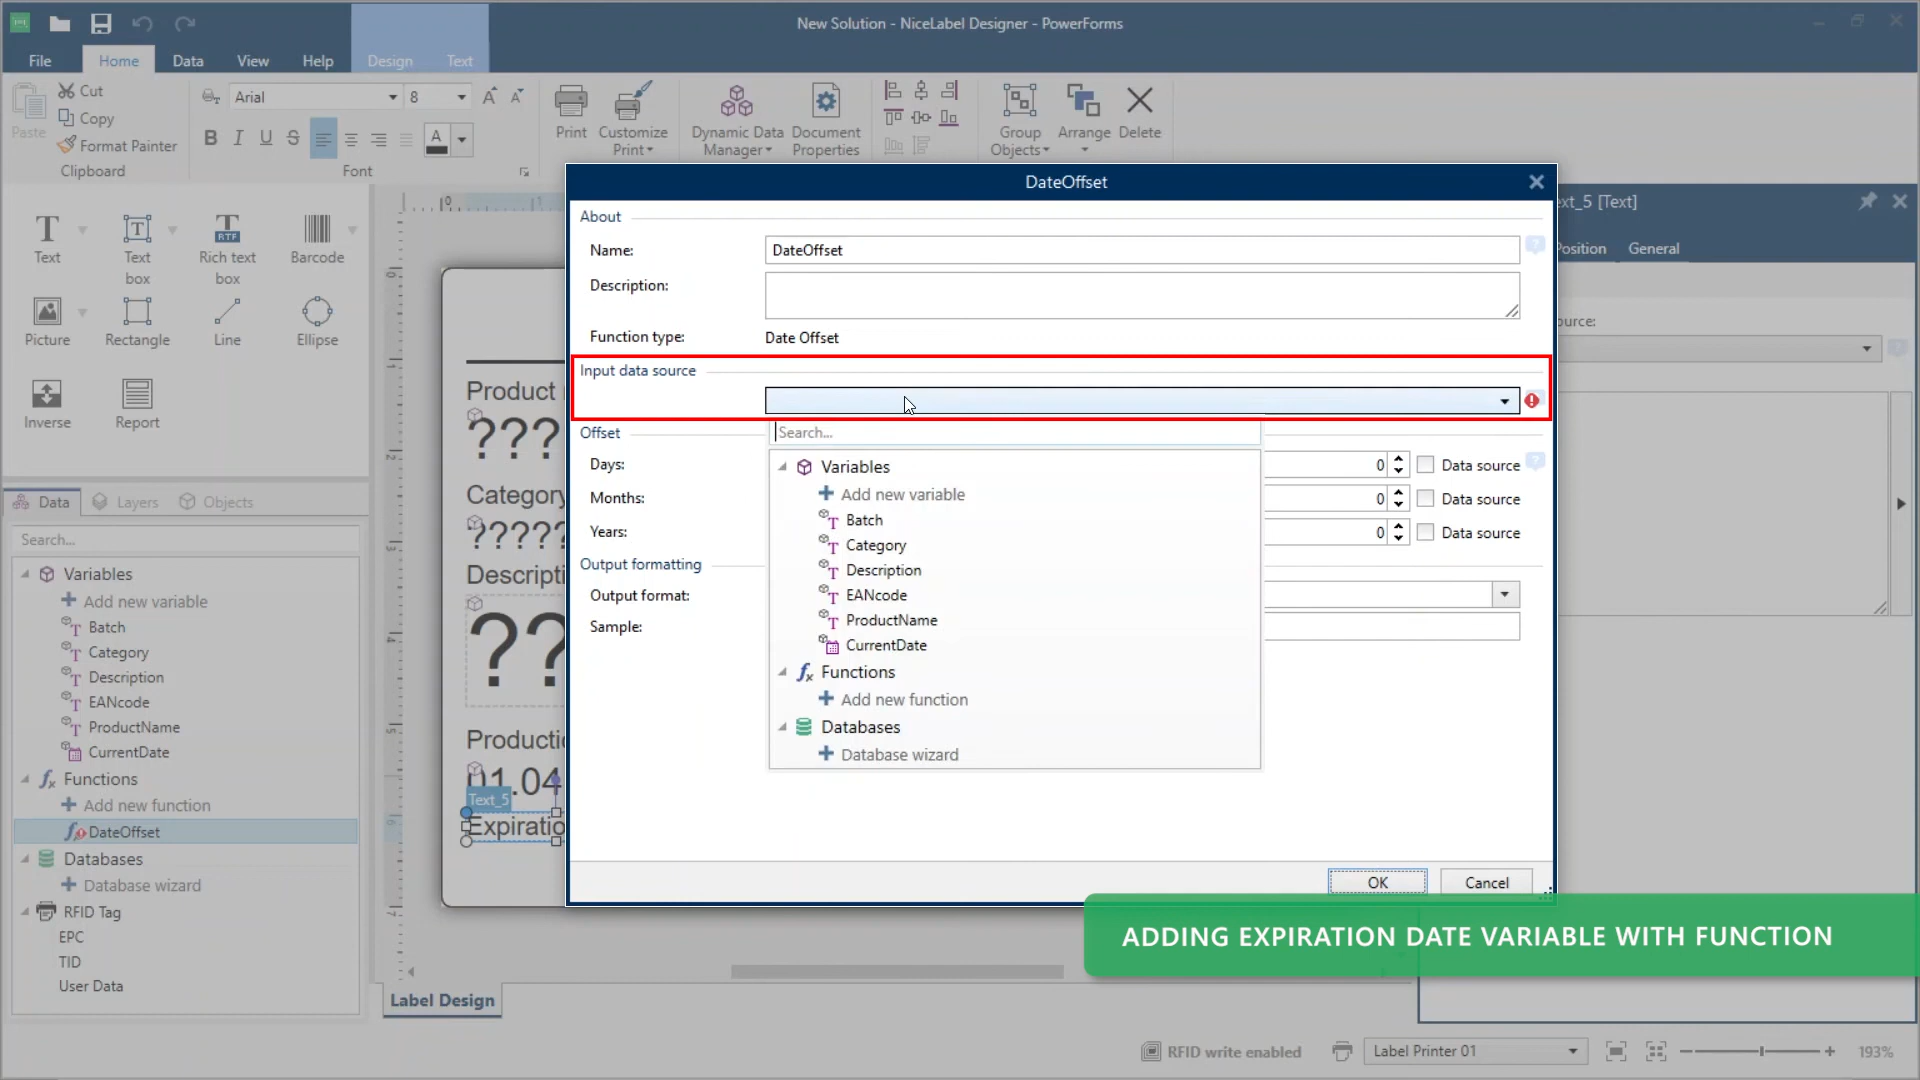 New Solution - NiceLabel Designer - PowerForms
File Home Data View Help Design Text
Paste
Cut
Copy
Format Painter
Clipboard
Arial 8
B I U S A
Font
Print
Customize
Print
Dynamic Data
Manager
Document
Properties
Group
Objects
Arrange
Delete
Text
Text
box
Rich text
box
Barcode
Picture
Rectangle
Line
Ellipse
Inverse
Report
Data Layers Objects
Search...
Variables
Add new variable
Batch
Category
Description
EANcode
ProductName
CurrentDate
Functions
Add new function
DateOffset
Databases
Database wizard
RFID Tag
EPC
TID
User Data
Product
???
Category
?????
Descripti
??
Producti
01.04
Text_5
Expiratio
Label Design
DateOffset
About
Name: DateOffset
Description:
Function type: Date Offset
Input data source
Search...
Variables
Add new variable
Batch
Category
Description
EANcode
ProductName
CurrentDate
Functions
Add new function
Databases
Database wizard
Offset
Days: 0 Data source
Months: 0 Data source
Years: 0 Data source
Output formatting
Output format:
Sample:
OK Cancel
ext_5 [Text]
Position General
ource:
ADDING EXPIRATION DATE VARIABLE WITH FUNCTION
RFID write enabled
Label Printer 01
193%